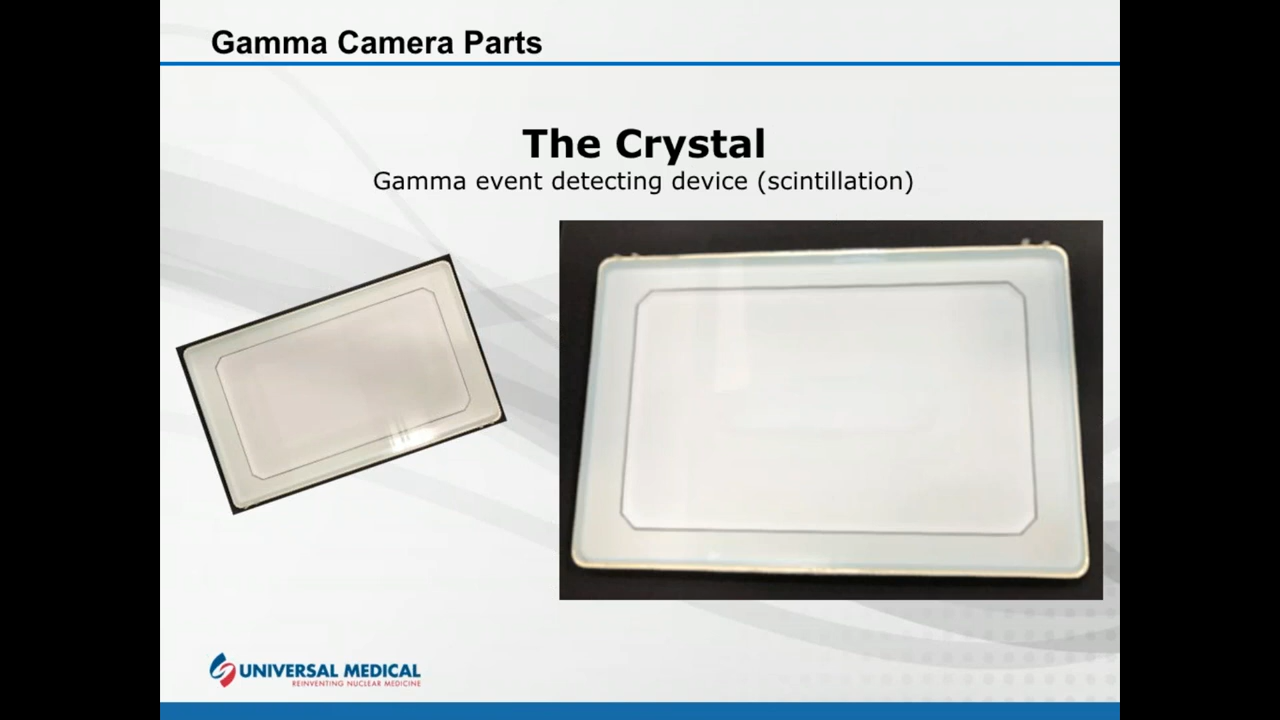 Gamma Camera Parts
The Crystal
Gamma event detecting device (scintillation)
UNIVERSAL MEDICAL
REINVENTING NUCLEAR MEDICINE